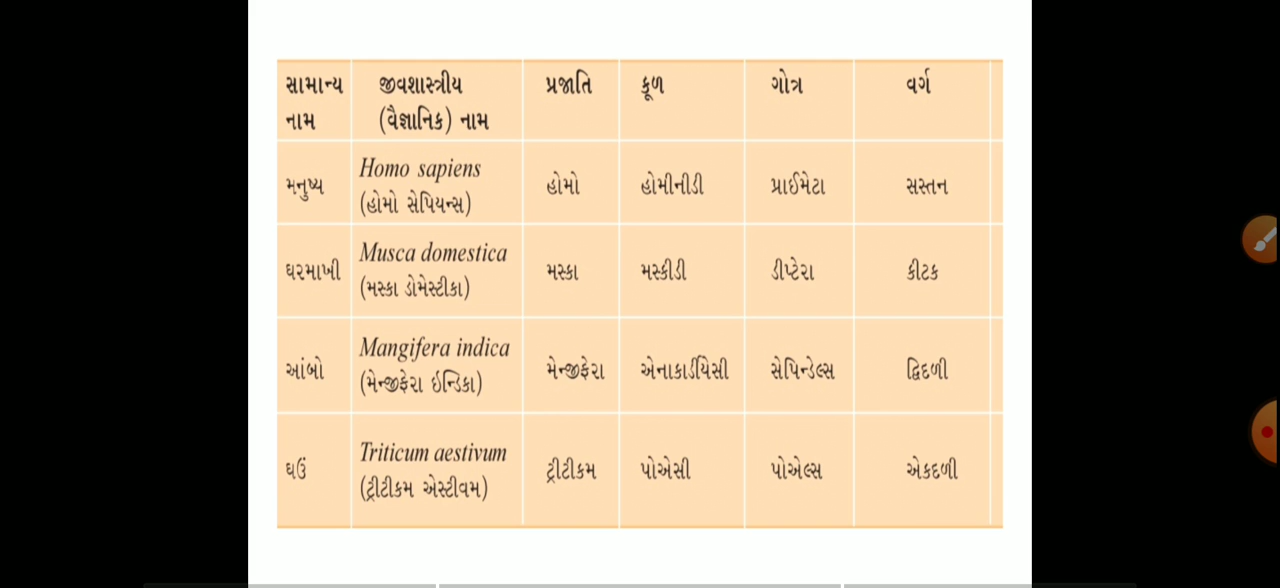 સામાન્ય નામ જીવશાસ્ત્રીય (વૈજ્ઞાનિક) નામ પ્રજાતિ કૂળ ગોત્ર વર્ગ
મનુષ્ય Homo sapiens (હોમો સેપિયન્સ) હોમો હોમીનીડી પ્રાઈમેટા સસ્તન
ઘરમાખી Musca domestica (મસ્કા ડોમેસ્ટીકા) મસ્કા મસ્કીડી ડીપ્ટેરા કીટક
આંબો Mangifera indica (મેન્જીફેરા ઇન્ડિકા) મેન્જીફેરા એનાકાર્ડીયેસી સેપિન્ડેલ્સ દ્વિદળી
ઘઉં Triticum aestivum (ટ્રીટીકમ એસ્ટીવમ) ટ્રીટીકમ પોએસી પોએલ્સ એકદળી